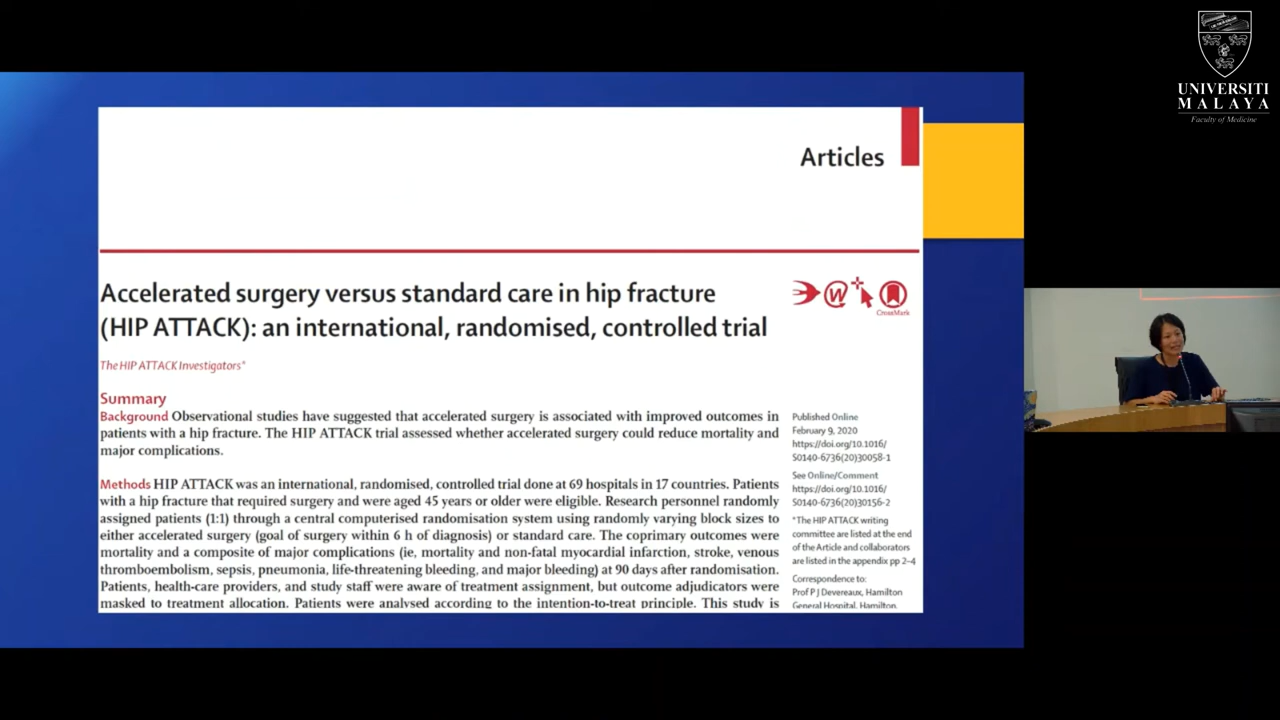 UNIVERSITI
MALAYA
Faculty of Medicine
Articles
Accelerated surgery versus standard care in hip fracture
(HIP ATTACK): an international, randomised, controlled trial
CrossMark
The HIP ATTACK Investigators*
Summary
Background Observational studies have suggested that accelerated surgery is associated with improved outcomes in
patients with a hip fracture. The HIP ATTACK trial assessed whether accelerated surgery could reduce mortality and
major complications.
Methods HIP ATTACK was an international, randomised, controlled trial done at 69 hospitals in 17 countries. Patients
with a hip fracture that required surgery and were aged 45 years or older were eligible. Research personnel randomly
assigned patients (1:1) through a central computerised randomisation system using randomly varying block sizes to
either accelerated surgery (goal of surgery within 6 h of diagnosis) or standard care. The coprimary outcomes were
mortality and a composite of major complications (ie, mortality and non-fatal myocardial infarction, stroke, venous
thromboembolism, sepsis, pneumonia, life-threatening bleeding, and major bleeding) at 90 days after randomisation.
Patients, health-care providers, and study staff were aware of treatment assignment, but outcome adjudicators were
masked to treatment allocation. Patients were analysed according to the intention-to-treat principle. This study is
Published Online
February 9, 2020
https://doi.org/10.1016/
S0140-6736(20)30058-1
See Online/Comment
https://doi.org/10.1016/
S0140-6736(20)30156-2
*The HIP ATTACK writing
committee are listed at the end
of the Article and collaborators
are listed in the appendix pp 2–4
Correspondence to:
Prof P J Devereaux, Hamilton
General Hospital, Hamilton,